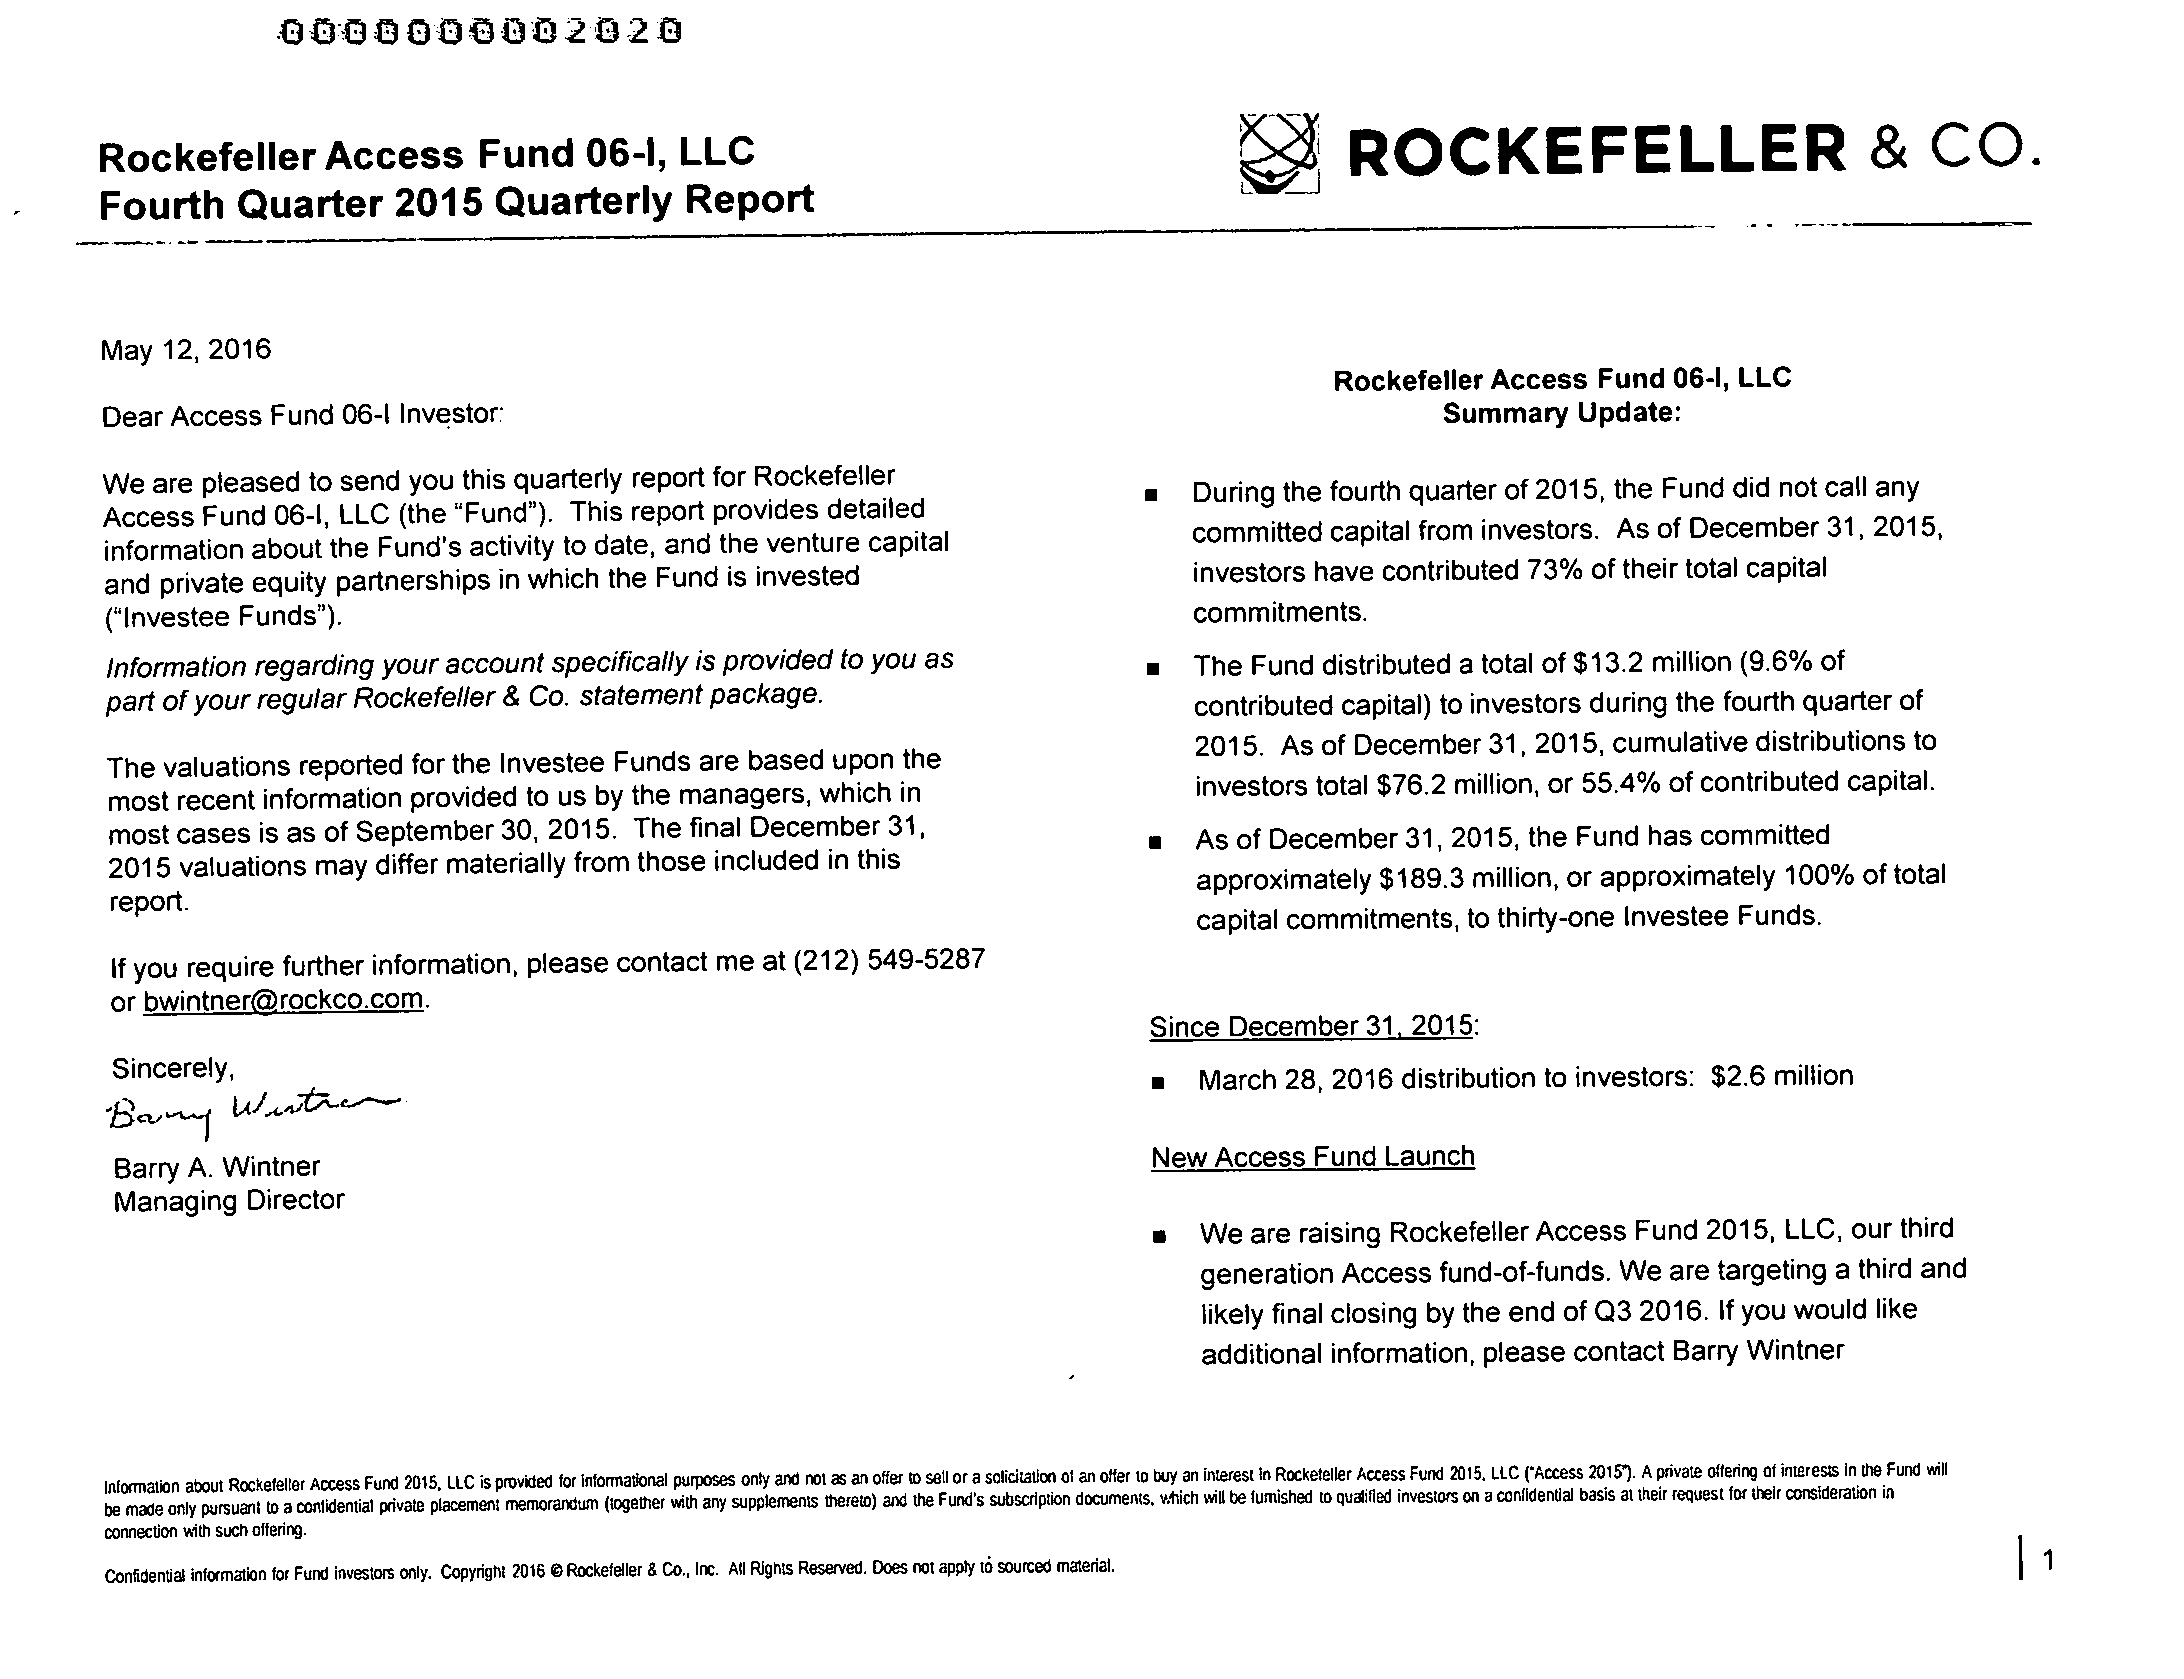 000000002020
Rockefeller Access Fund 06-I, LLC
Fourth Quarter 2015 Quarterly Report
ROCKEFELLER & CO.
May 12, 2016
Dear Access Fund 06-I Investor:
We are pleased to send you this quarterly report for Rockefeller
Access Fund 06-I, LLC (the “Fund”). This report provides detailed
information about the Fund's activity to date, and the venture capital
and private equity partnerships in which the Fund is invested
(“Investee Funds”).
Information regarding your account specifically is provided to you as
part of your regular Rockefeller & Co. statement package.
The valuations reported for the Investee Funds are based upon the
most recent information provided to us by the managers, which in
most cases is as of September 30, 2015. The final December 31,
2015 valuations may differ materially from those included in this
report.
If you require further information, please contact me at (212) 549-5287
or bwintner@rockco.com.
Sincerely,
Barry Wintner
Barry A. Wintner
Managing Director
Rockefeller Access Fund 06-I, LLC
Summary Update:
■ During the fourth quarter of 2015, the Fund did not call any
committed capital from investors. As of December 31, 2015,
investors have contributed 73% of their total capital
commitments.
■ The Fund distributed a total of $13.2 million (9.6% of
contributed capital) to investors during the fourth quarter of
2015. As of December 31, 2015, cumulative distributions to
investors total $76.2 million, or 55.4% of contributed capital.
■ As of December 31, 2015, the Fund has committed
approximately $189.3 million, or approximately 100% of total
capital commitments, to thirty-one Investee Funds.
Since December 31, 2015:
■ March 28, 2016 distribution to investors: $2.6 million
New Access Fund Launch
■ We are raising Rockefeller Access Fund 2015, LLC, our third
generation Access fund-of-funds. We are targeting a third and
likely final closing by the end of Q3 2016. If you would like
additional information, please contact Barry Wintner
Information about Rockefeller Access Fund 2015, LLC is provided for informational purposes only and not as an offer to sell or a solicitation of an offer to buy an interest in Rockefeller Access Fund 2015, LLC (“Access 2015”). A private offering of interests in the Fund will
be made only pursuant to a confidential private placement memorandum (together with any supplements thereto) and the Fund's subscription documents, which will be furnished to qualified investors on a confidential basis at their request for their consideration in
connection with such offering.
Confidential information for Fund investors only. Copyright 2016 © Rockefeller & Co., Inc. All Rights Reserved. Does not apply to sourced material.
1